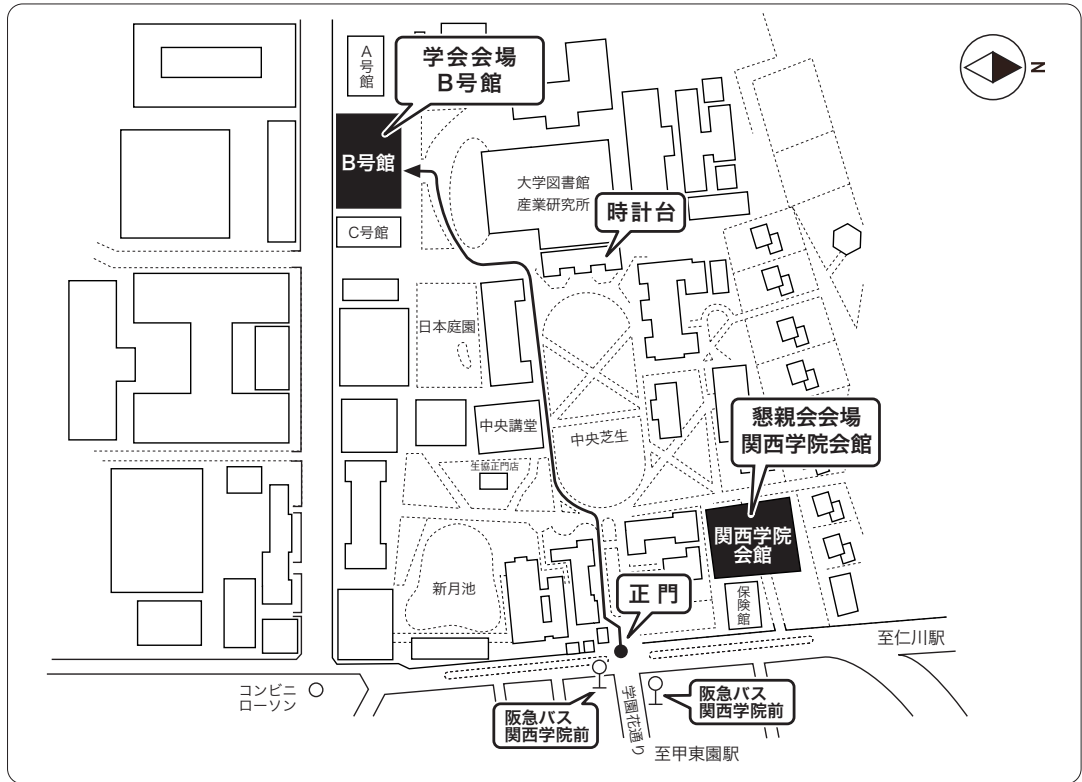 A号館
学会会場
B号館
N
B号館
大学図書館
産業研究所
時計台
C号館
日本庭園
中央講堂
中央芝生
生協正門店
懇親会会場
関西学院会館
関西学院
会館
新月池
正門
保険館
至仁川駅
コンビニ
ローソン
阪急バス
関西学院前
学園花通り
阪急バス
関西学院前
至甲東園駅